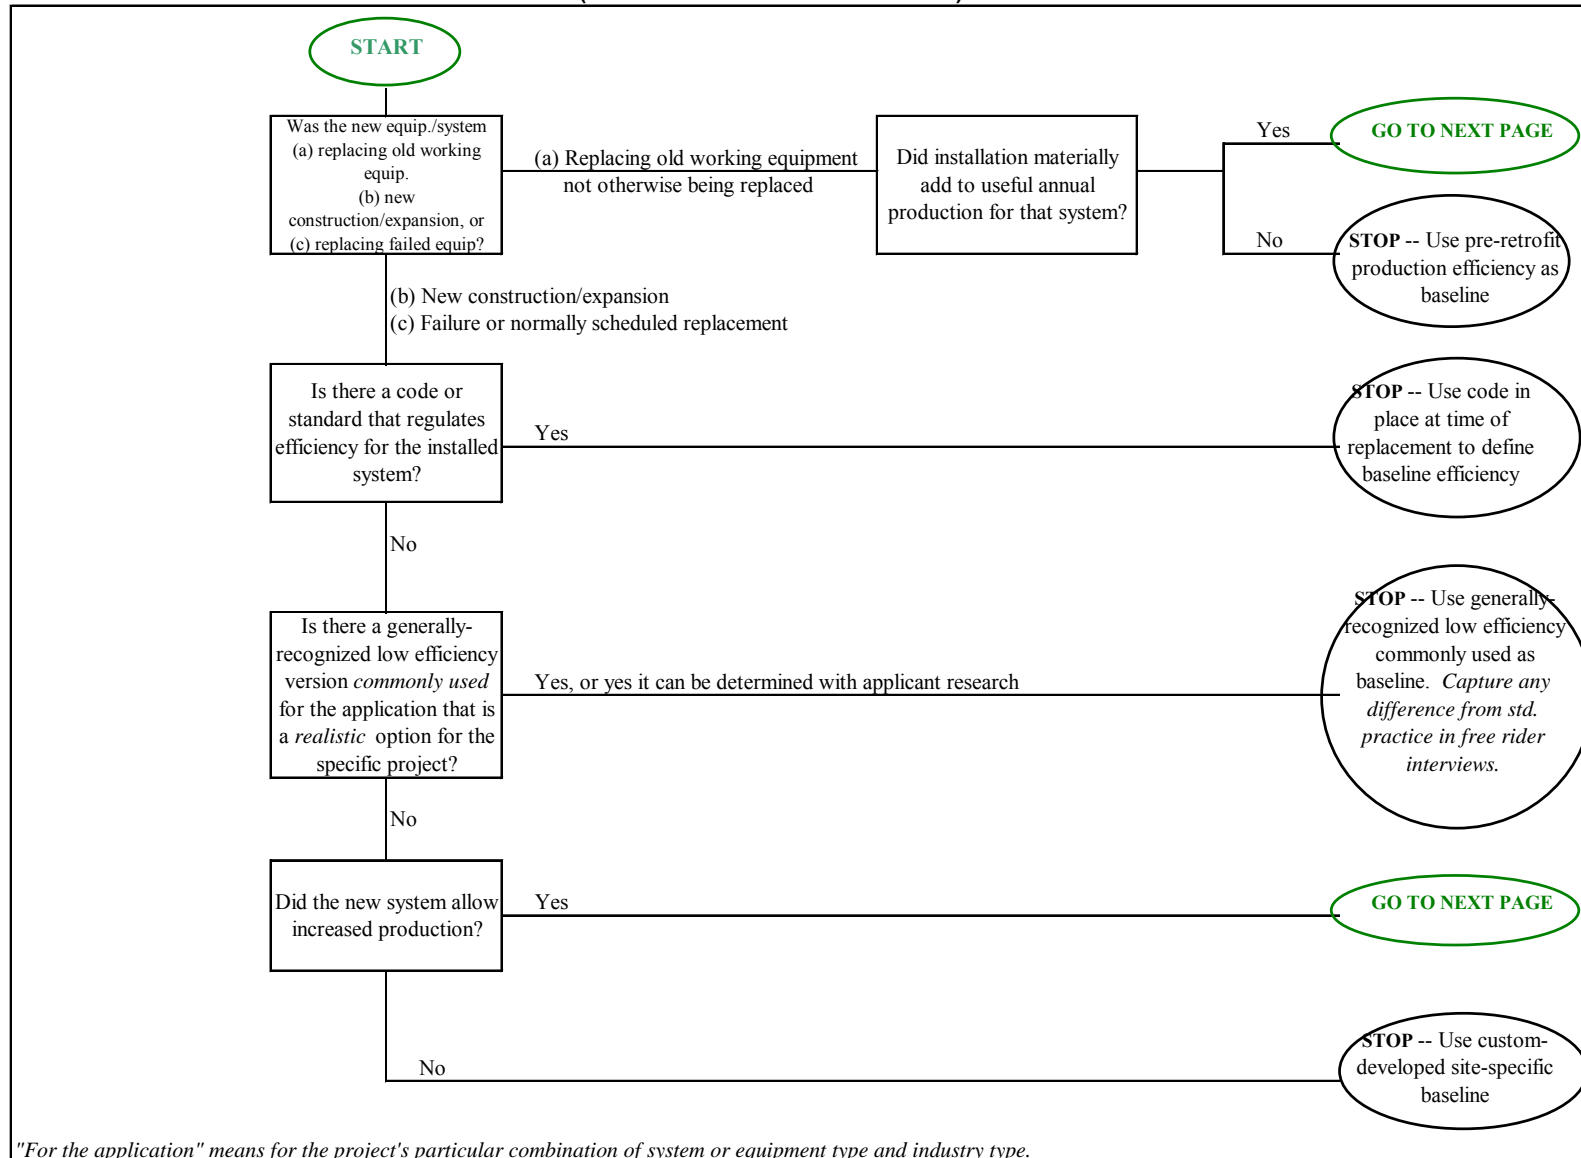 START
Was the new equip./system
(a) replacing old working
equip.
(b) new
construction/expansion, or
(c) replacing failed equip?
(a) Replacing old working equipment
not otherwise being replaced
Did installation materially
add to useful annual
production for that system?
Yes
GO TO NEXT PAGE
No
STOP -- Use pre-retrofit
production efficiency as
baseline
(b) New construction/expansion
(c) Failure or normally scheduled replacement
Is there a code or
standard that regulates
efficiency for the installed
system?
Yes
STOP -- Use code in
place at time of
replacement to define
baseline efficiency
No
Is there a generally-
recognized low efficiency
version commonly used
for the application that is
a realistic option for the
specific project?
Yes, or yes it can be determined with applicant research
STOP -- Use generally-
recognized low efficiency
commonly used as
baseline. Capture any
difference from std.
practice in free rider
interviews.
No
Did the new system allow
increased production?
Yes
GO TO NEXT PAGE
No
STOP -- Use custom-
developed site-specific
baseline
"For the application" means for the project's particular combination of system or equipment type and industry type.